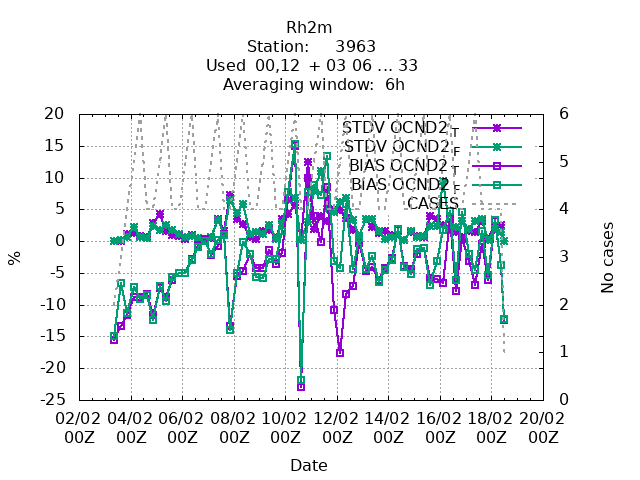 Rh2m
Station: 3963
Used 00,12 + 03 06 ... 33
Averaging window: 6h
20
15
10
5
0
-5
-10
-15
-20
-25
%
6
5
4
3
2
1
0
No cases
STDV OCND2_T
STDV OCND2_F
BIAS OCND2_T
BIAS OCND2_F
CASES
02/02 04/02 06/02 08/02 10/02 12/02 14/02 16/02 18/02 20/02
00Z 00Z 00Z 00Z 00Z 00Z 00Z 00Z 00Z 00Z
Date